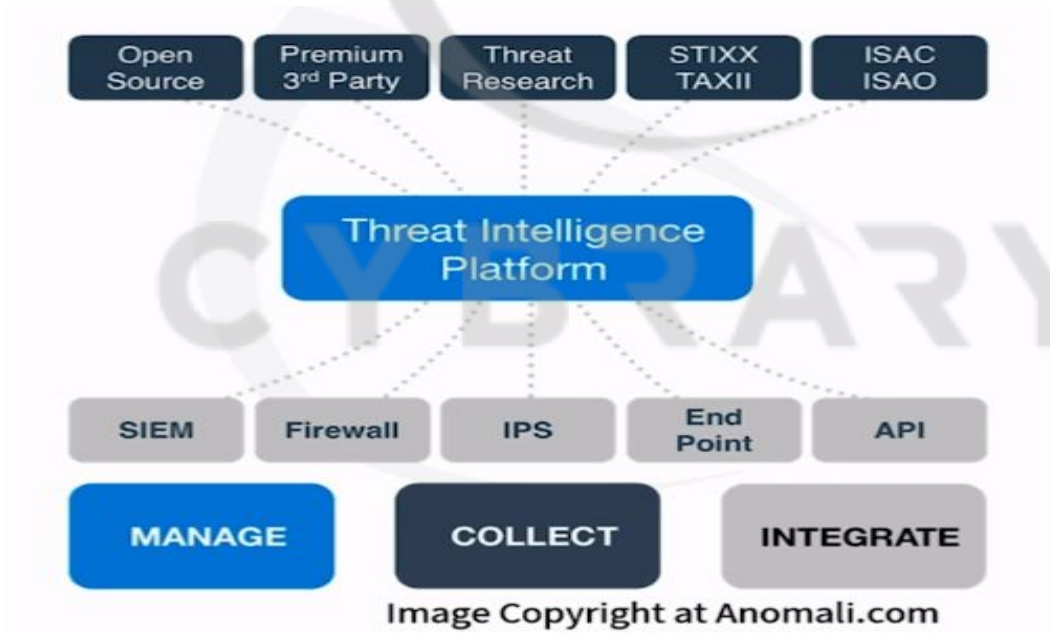 Open
Source
Premium
3rd Party
Threat
Research
STIXX
TAXII
ISAC
ISAO
Threat Intelligence
Platform
CYBRARY
SIEM
Firewall
IPS
End
Point
API
MANAGE
COLLECT
INTEGRATE
Image Copyright at Anomali.com